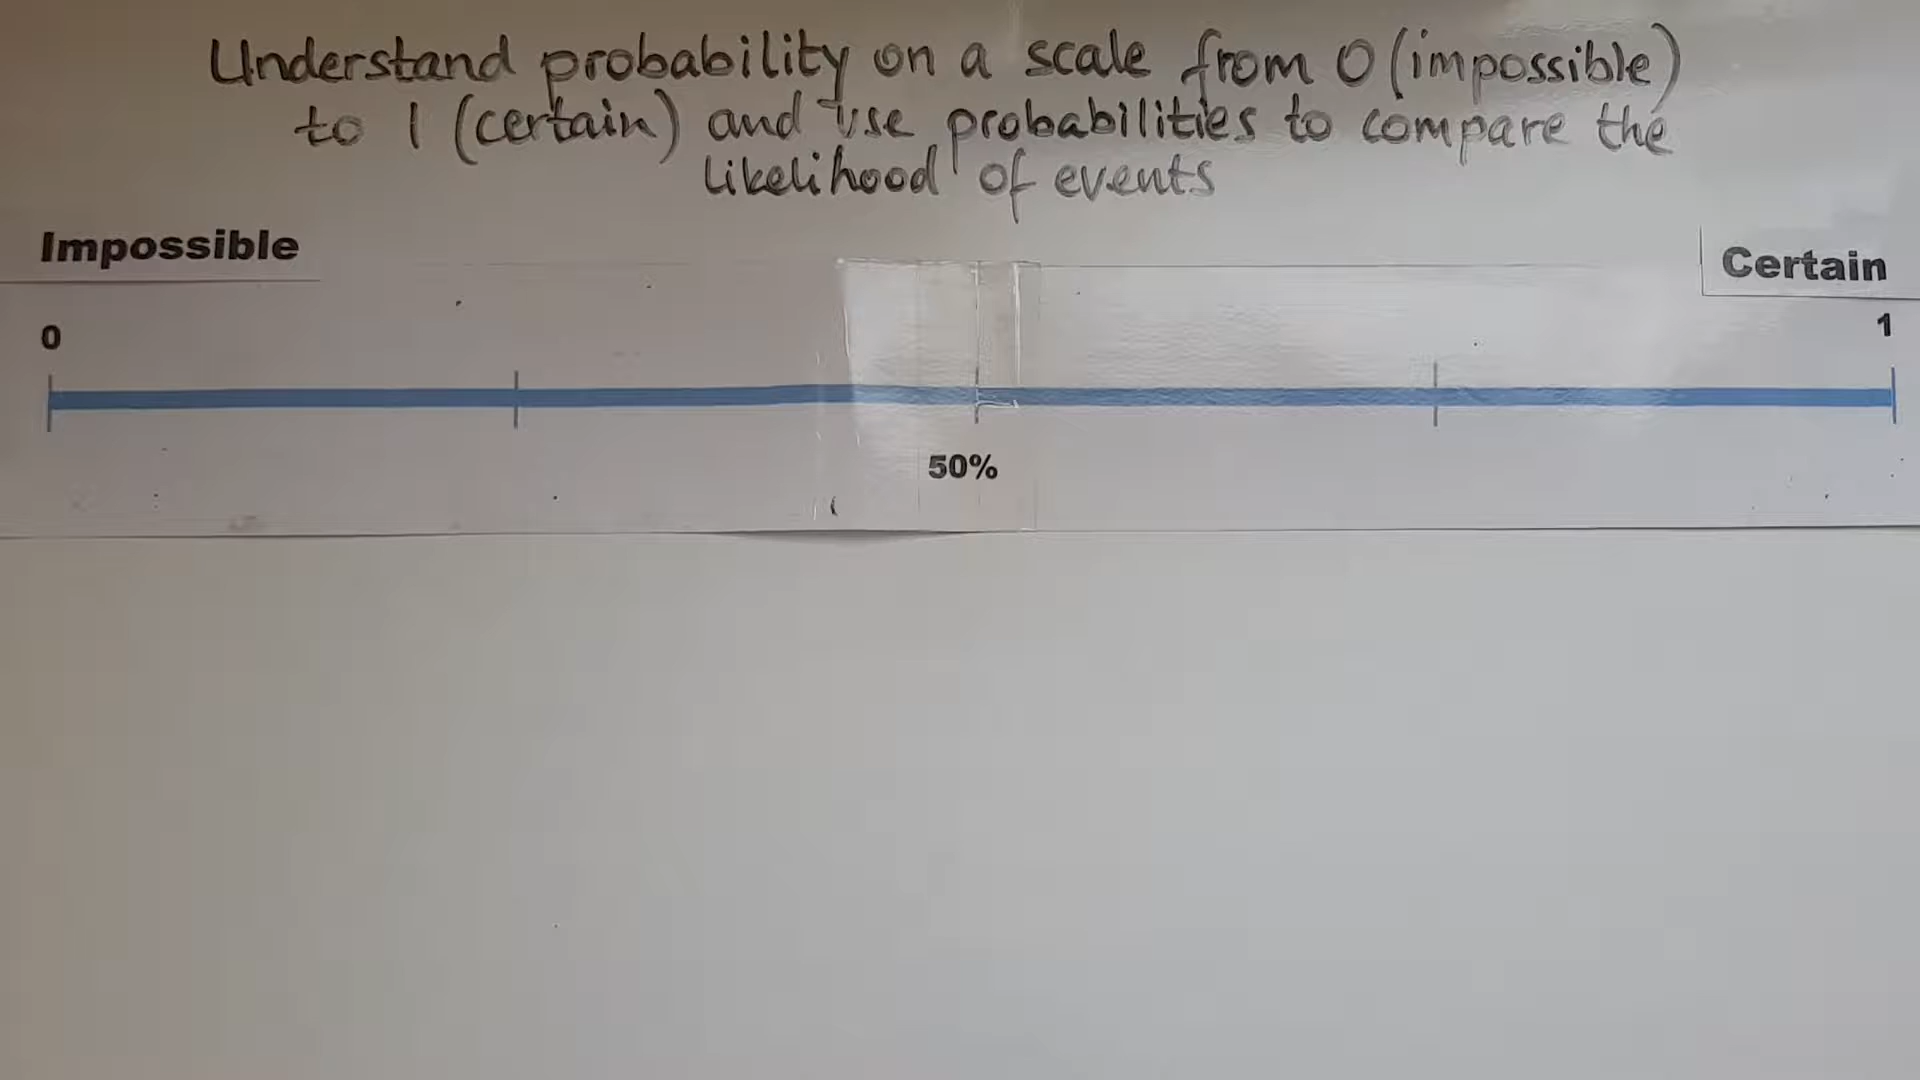 Understand probability on a scale from 0 (impossible)
to 1 (certain) and use probabilities to compare the
likelihood of events
Impossible
Certain
0
1
50%